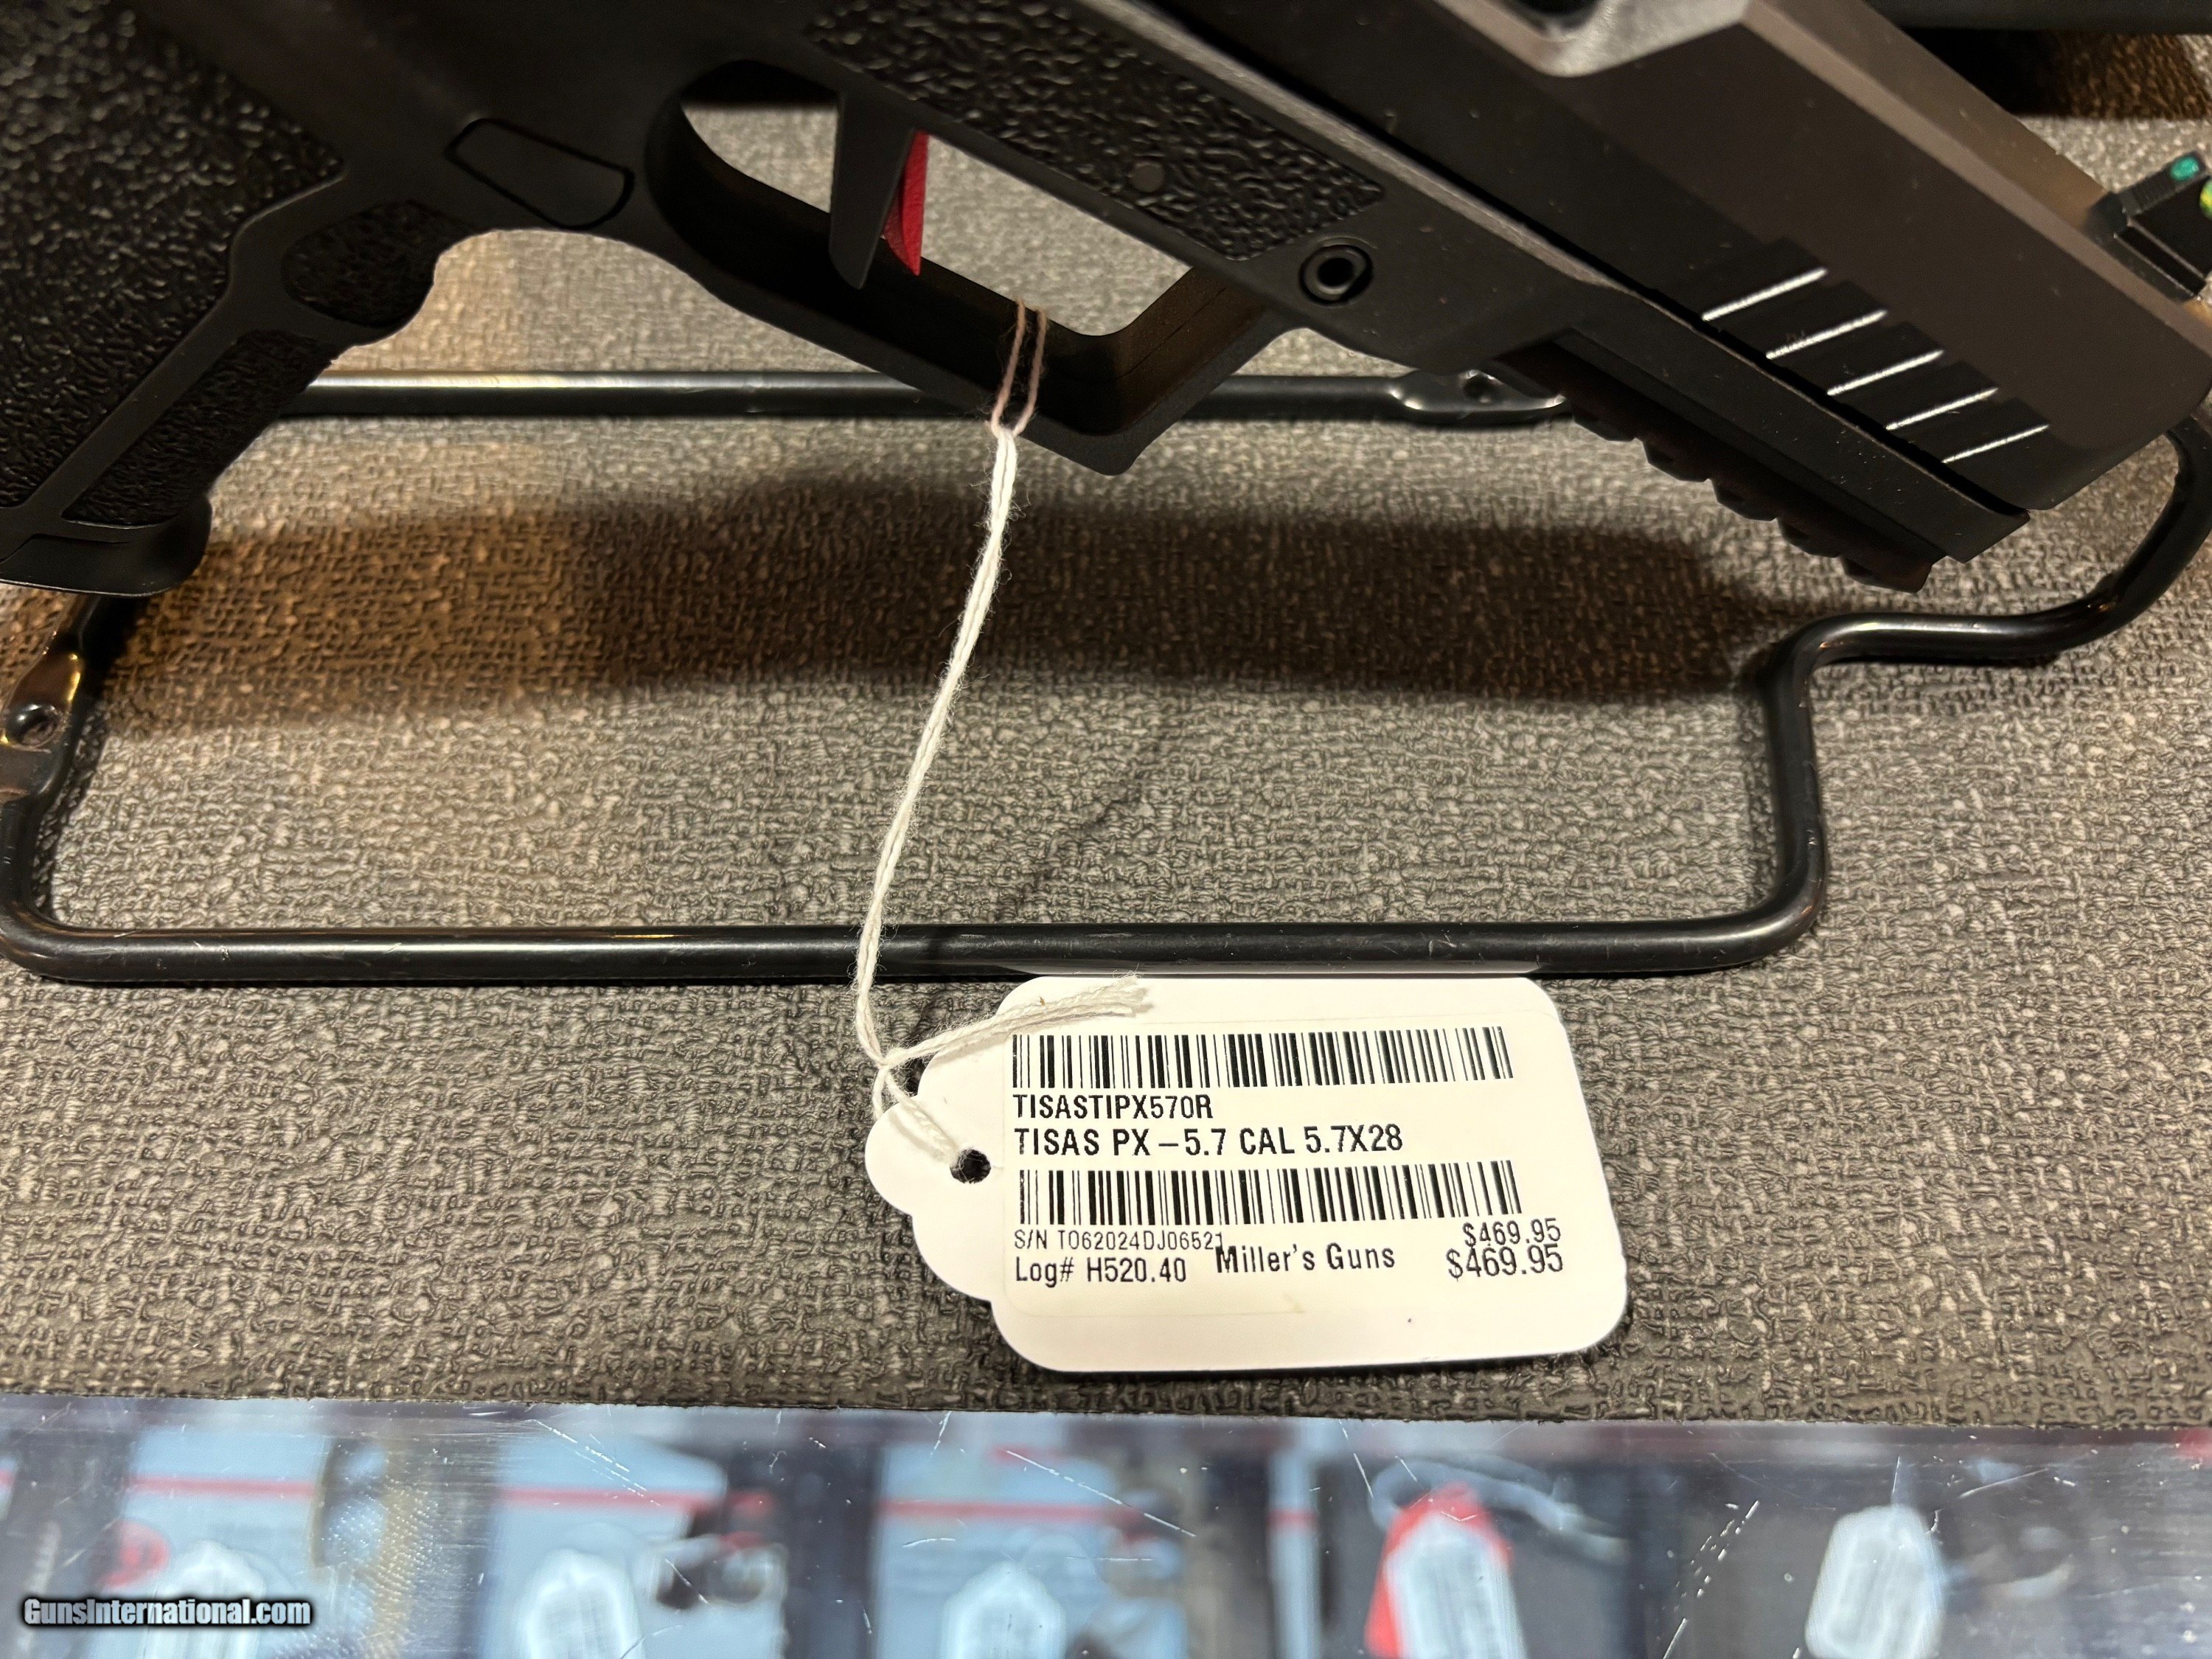 TISASTIPX570R
TISAS PX – 5.7 CAL 5.7X28
S/N T062024DJ06521
$469.95
Log# H520.40
Miller's Guns
$469.95
GunsInternational.com